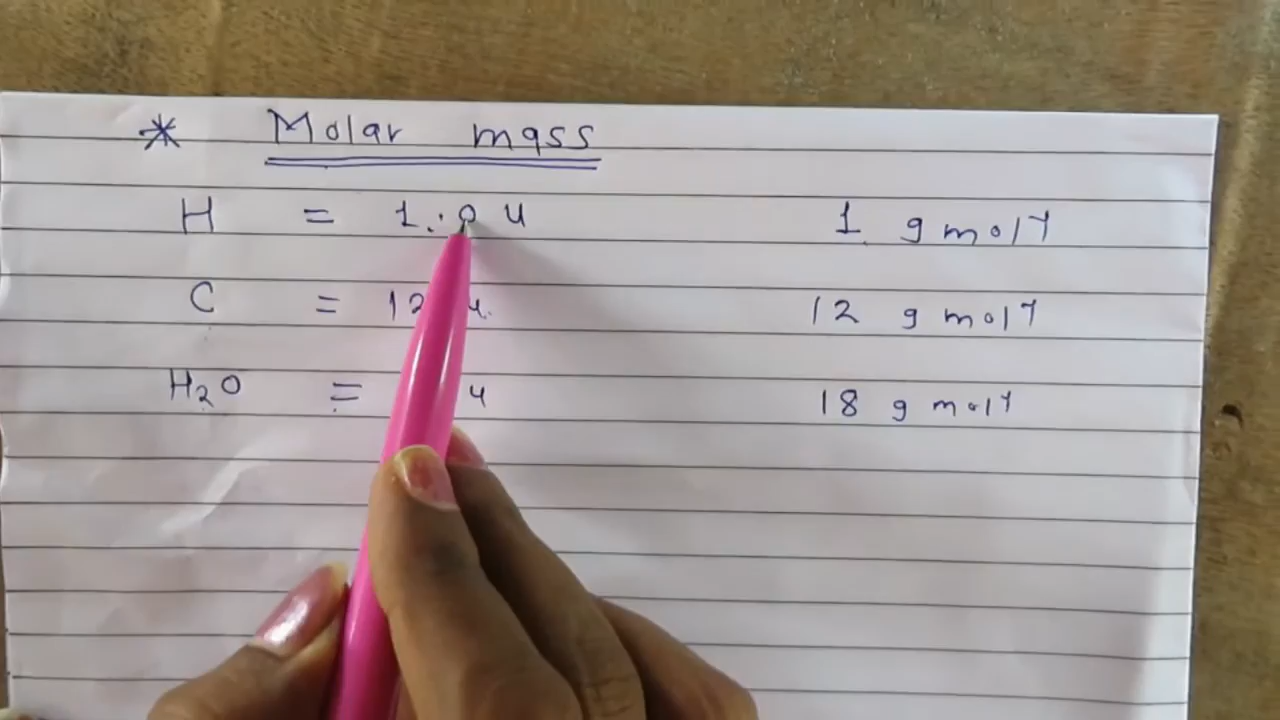 * Molar mass
H = 1.0 u 1 g mol⁻¹
C = 12 u. 12 g mol⁻¹
H₂O = u 18 g mol⁻¹